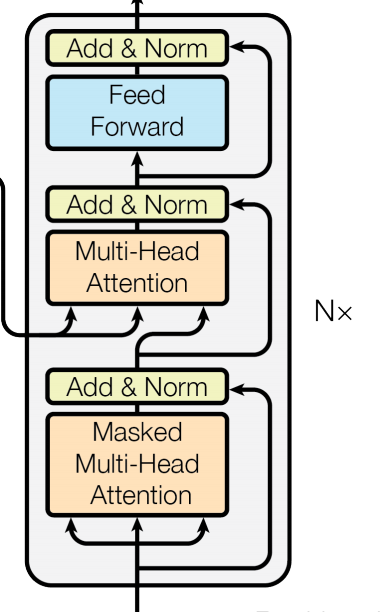 Add & Norm
Feed
Forward
Add & Norm
Multi-Head
Attention
N×
Add & Norm
Masked
Multi-Head
Attention